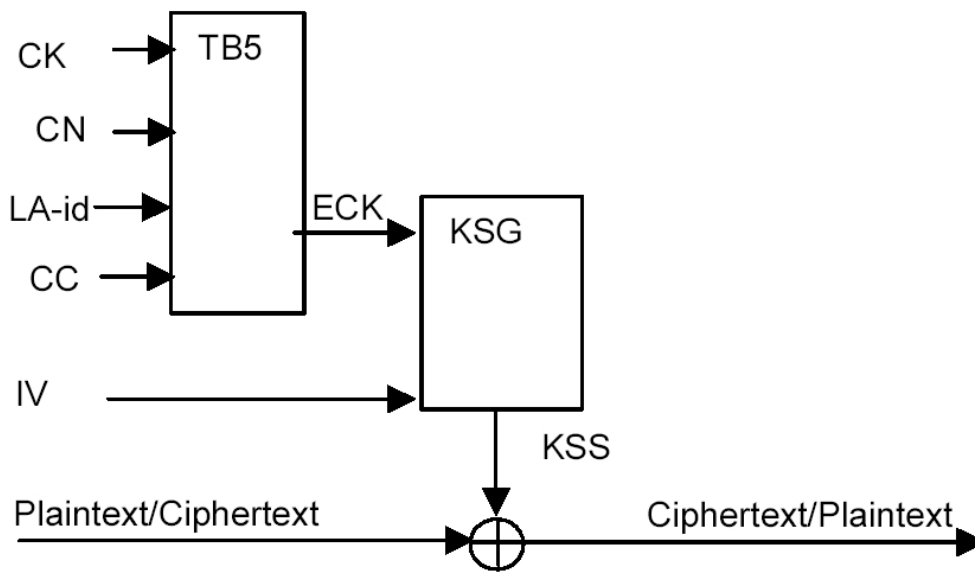 TB5
CK
CN
LA-id
ECK
KSG
CC
IV
KSS
Plaintext/Ciphertext
Ciphertext/Plaintext